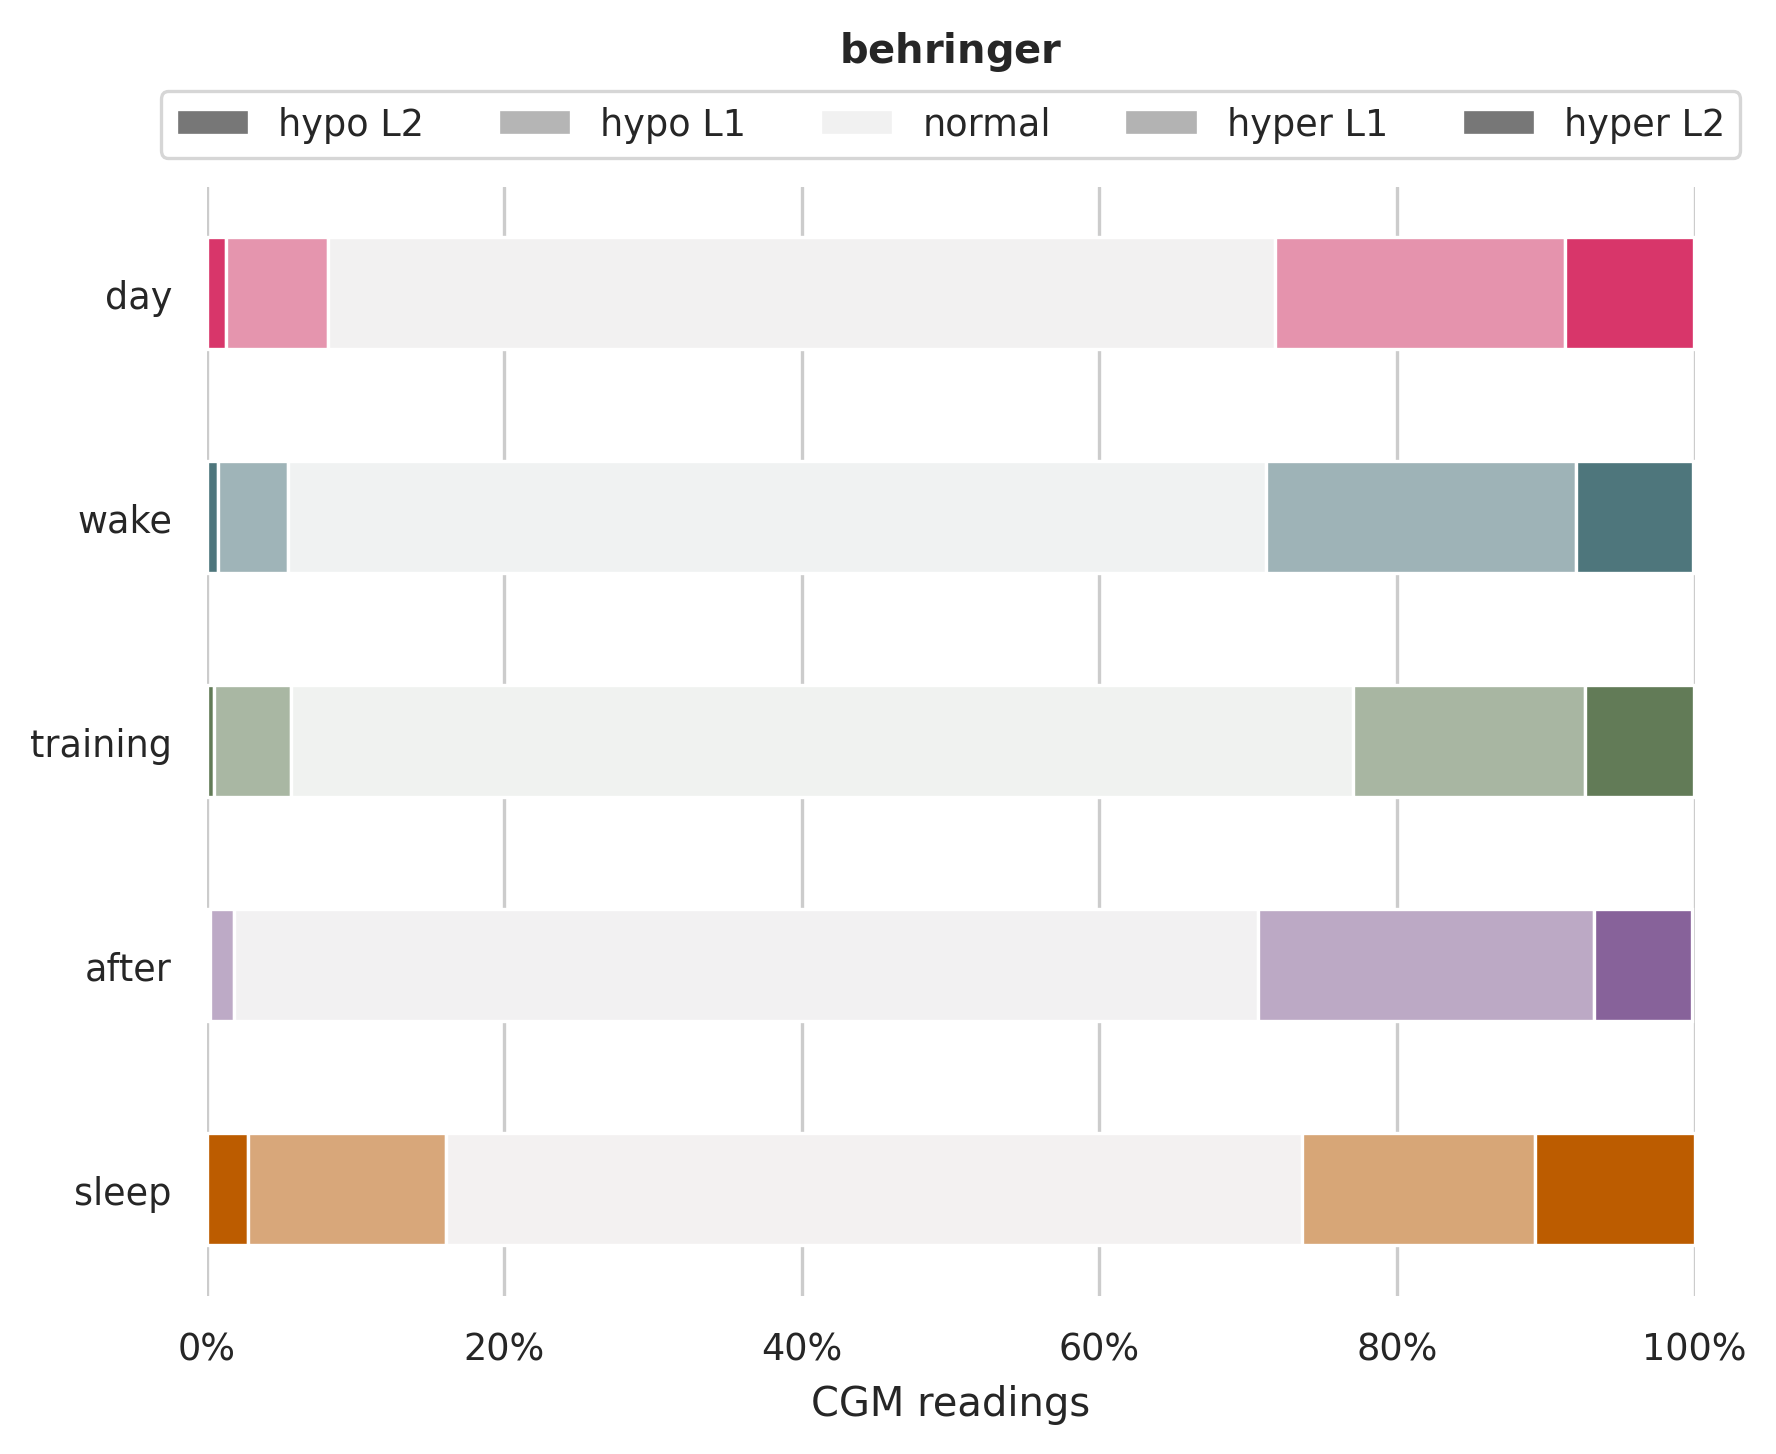 behringer
hypo L2 hypo L1 normal hyper L1 hyper L2
day
wake
training
after
sleep
0% 20% 40% 60% 80% 100%
CGM readings